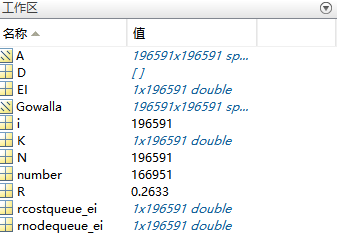 工作区
名称 值
A 196591x196591 sp...
D []
EI 1x196591 double
Gowalla 196591x196591 sp...
i 196591
K 1x196591 double
N 196591
number 166951
R 0.2633
rcostqueue_ei 1x196591 double
rnodequeue_ei 1x196591 double